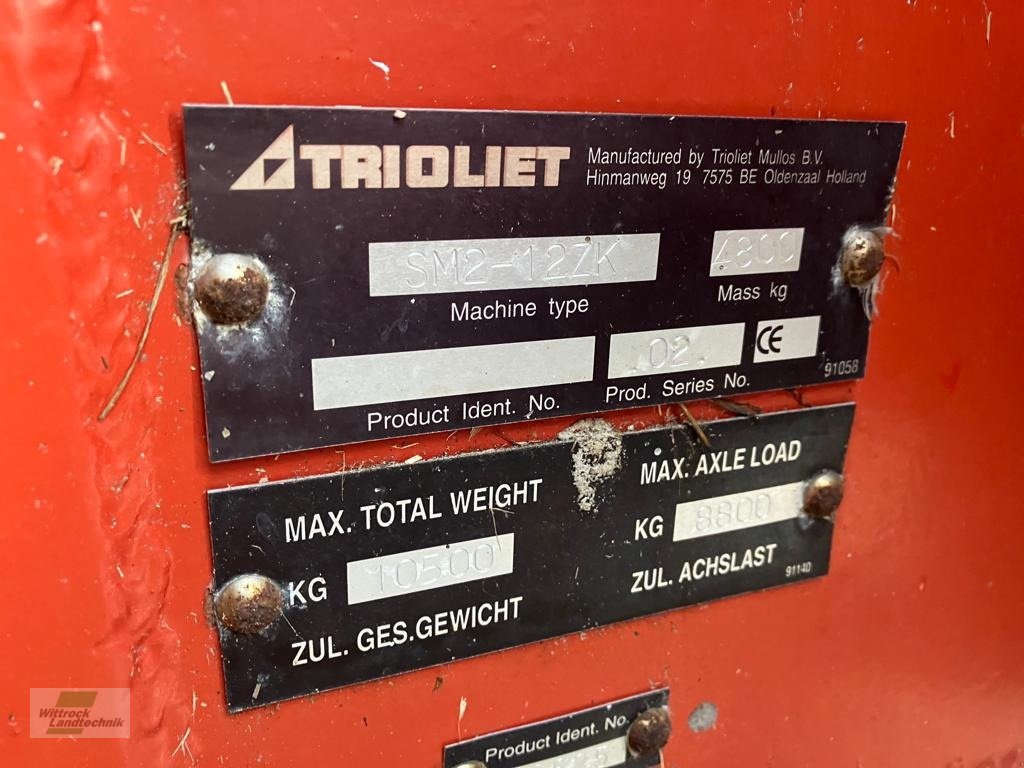 TRIOLIET
Manufactured by Trioliet Mullos B.V.
Hinmanweg 19 7575 BE Oldenzaal Holland
SM2-12ZK
4800
Machine type
Mass kg
02
CE
Product Ident. No.
Prod. Series No.
91058
MAX. TOTAL WEIGHT
MAX. AXLE LOAD
KG 10500
KG 8800
ZUL. GES.GEWICHT
ZUL. ACHSLAST
91140
Product Ident. No.
Wittrock
Landtechnik